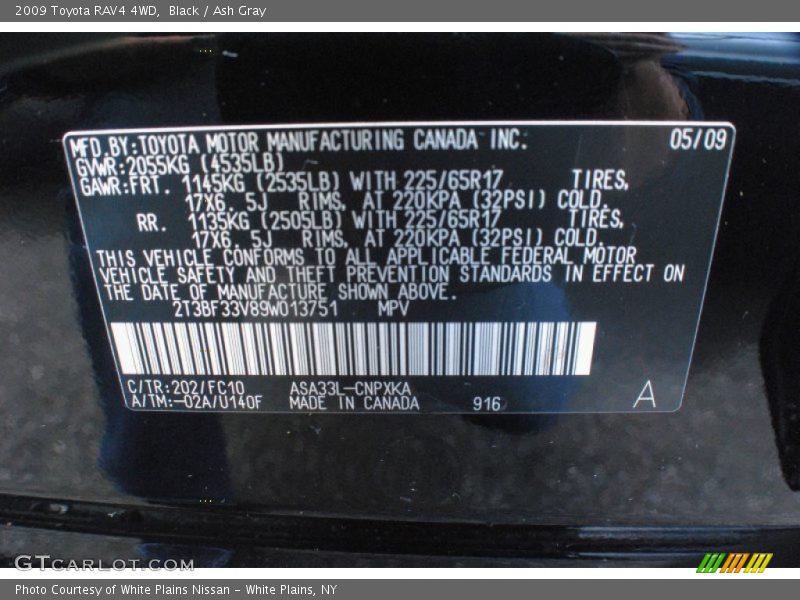 2009 Toyota RAV4 4WD,  Black / Ash Gray
MFD.BY:TOYOTA MOTOR MANUFACTURING CANADA INC. 05/09
GVWR:2055KG (4535LB)
GAWR:FRT. 1145KG (2535LB) WITH 225/65R17 TIRES,
17X6. 5J RIMS, AT 220KPA (32PSI) COLD.
RR. 1135KG (2505LB) WITH 225/65R17 TIRES,
17X6. 5J RIMS, AT 220KPA (32PSI) COLD.
THIS VEHICLE CONFORMS TO ALL APPLICABLE FEDERAL MOTOR
VEHICLE SAFETY AND THEFT PREVENTION STANDARDS IN EFFECT ON
THE DATE OF MANUFACTURE SHOWN ABOVE.
2T3BF33V89W013751 MPV
C/TR:202/FC10 ASA33L-CNPXKA
A/TM:-02A/U140F MADE IN CANADA 916 A
GTCARLOT.COM
Photo Courtesy of White Plains Nissan - White Plains, NY